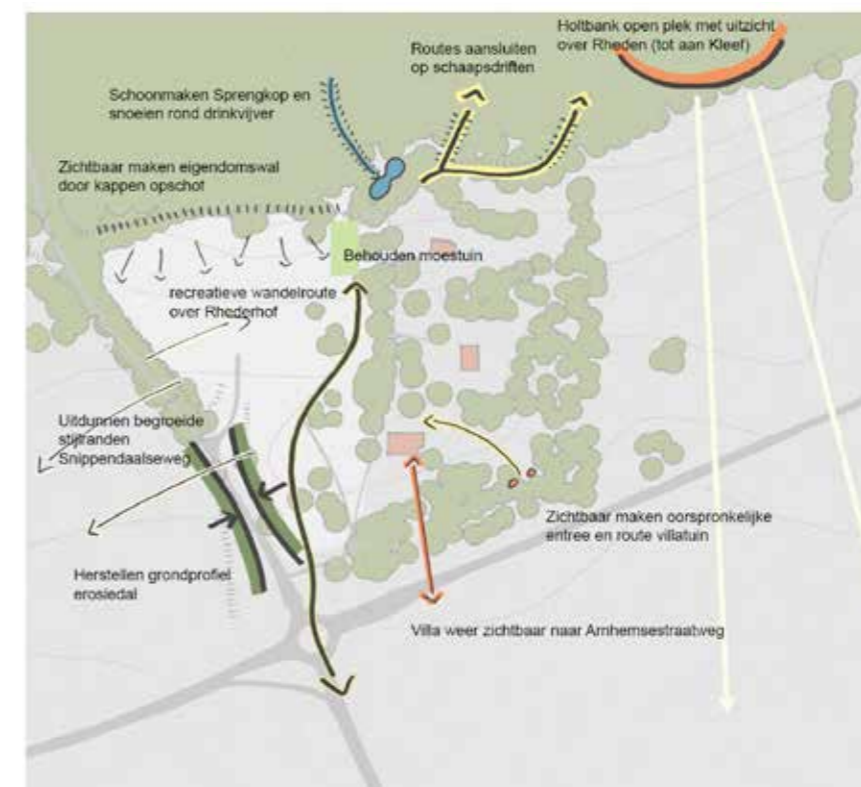 Holtbank open plek met uitzicht
over Rheden (tot aan Kleef)
Routes aansluiten
op schaapsdriften
Schoonmaken Sprengkop en
snoeien rond drinkvijver
Zichtbaar maken eigendomswal
door kappen opschot
Behouden moestuin
recreatieve wandelroute
over Rhederhof
Uitdunnen begroeide
stijlranden
Snippendaalseweg
Zichtbaar maken oorspronkelijke
entree en route villatuin
Herstellen grondprofiel
erosiedal
Villa weer zichtbaar naar Arnhemsestraatweg